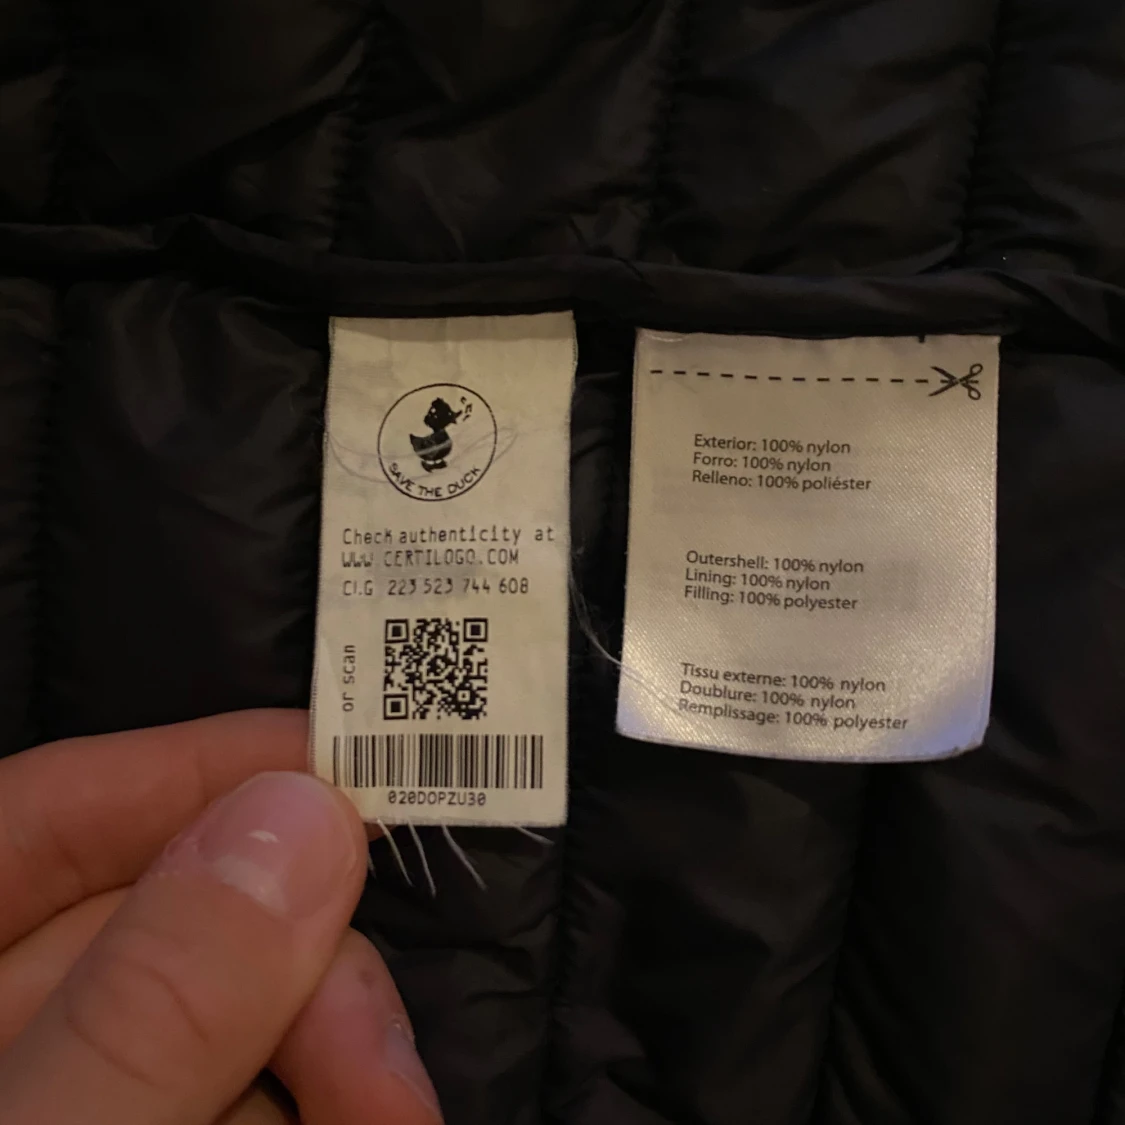 SAVE THE DUCK
Check authenticity at
WWW CERTILOGO.COM
CLG 223 523 744 608
or scan
020DOPZU30
Exterior: 100% nylon
Forro: 100% nylon
Relleno: 100% poliéster
Outershell: 100% nylon
Lining: 100% nylon
Filling: 100% polyester
Tissu externe: 100% nylon
Doublure: 100% nylon
Remplissage: 100% polyester